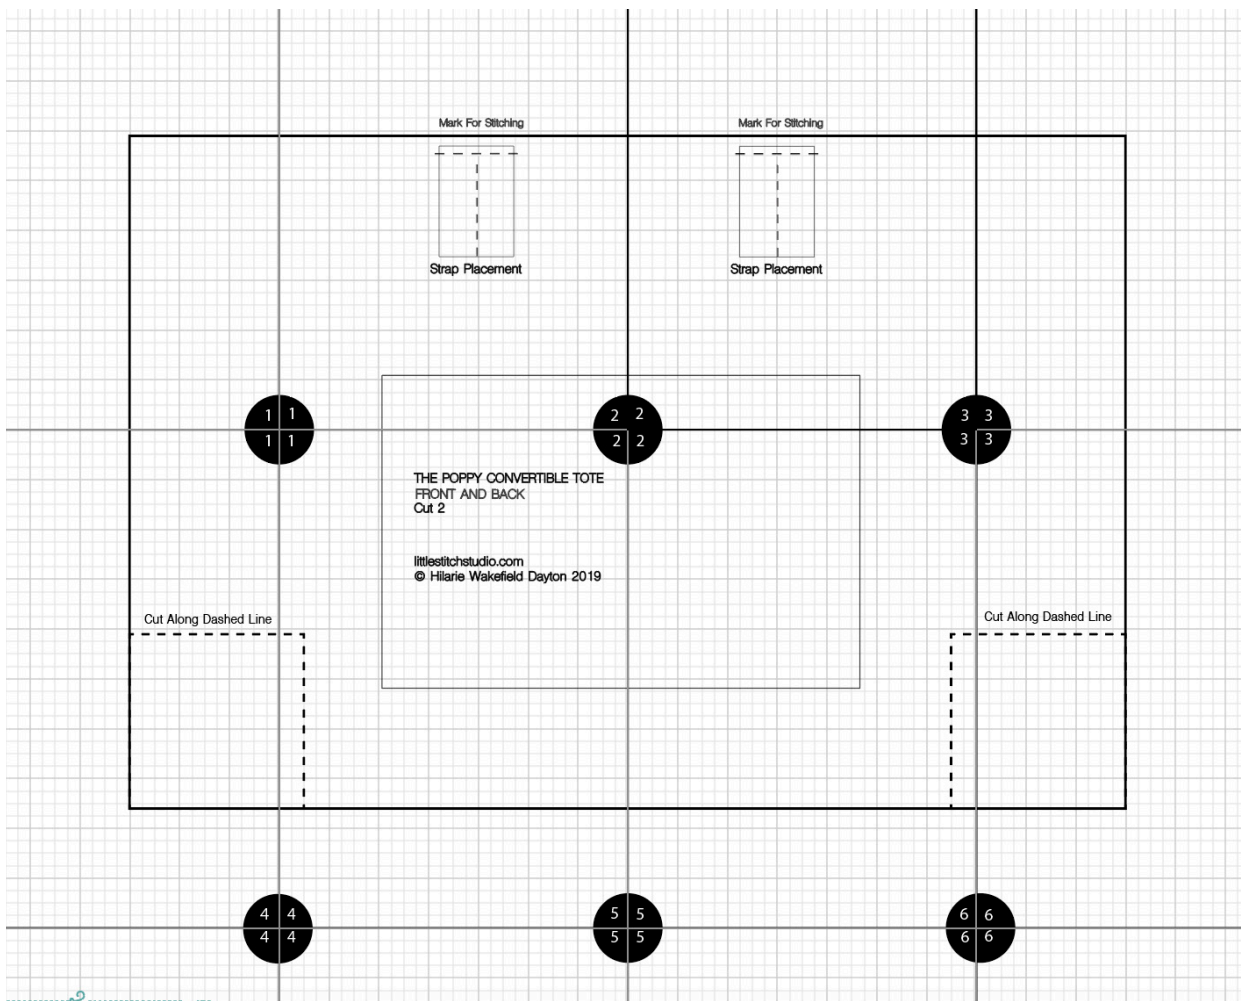 Mark For Stitching
Mark For Stitching
Strap Placement
Strap Placement
1 1
1 1
2 2
2 2
3 3
3 3
THE POPPY CONVERTIBLE TOTE
FRONT AND BACK
Cut 2
littlestitchstudio.com
© Hilarie Wakefield Dayton 2019
Cut Along Dashed Line
Cut Along Dashed Line
4 4
4 4
5 5
5 5
6 6
6 6